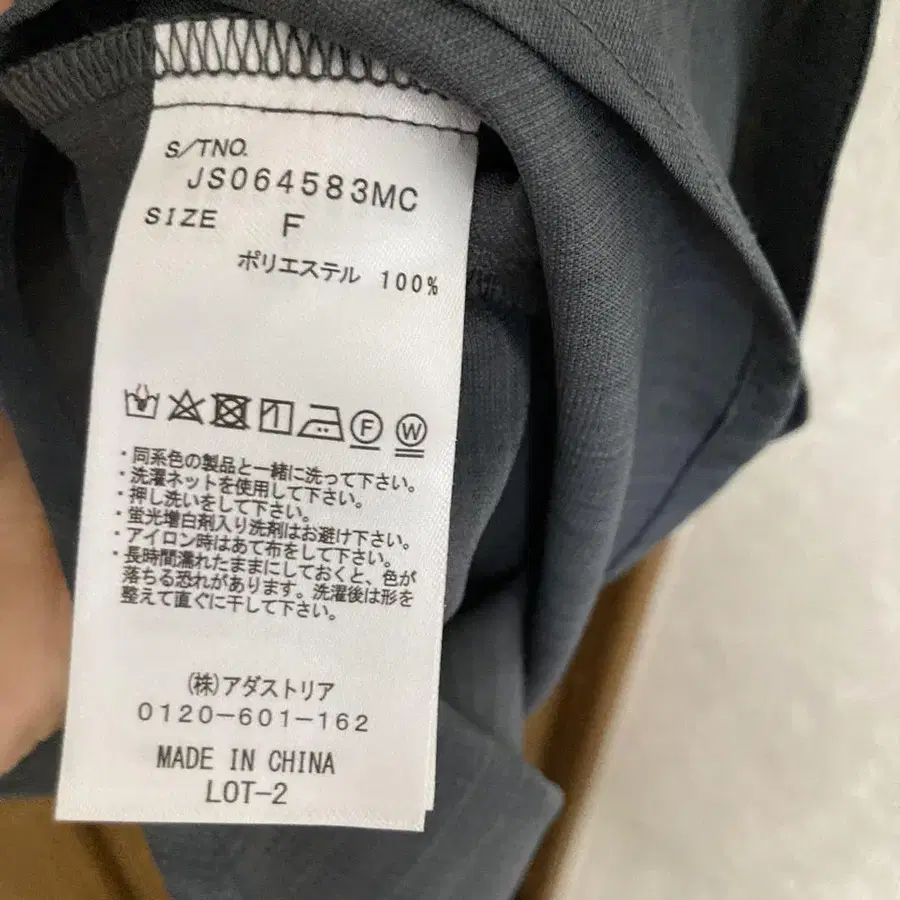 S/TNO.
JS064583MC
SIZE F
ポリエステル 100%
F W
・同系色の製品と一緒に洗って下さい。
・洗濯ネットを使用して下さい。
・押し洗いをして下さい。
・蛍光増白剤入り洗剤はお避け下さい。
・アイロン時はあて布をして下さい。
・長時間濡れたままにしておくと、色が
落ちる恐れがあります。洗濯後は形を
整えて直ぐに干して下さい。
(株)アダストリア
0120-601-162
MADE IN CHINA
LOT-2